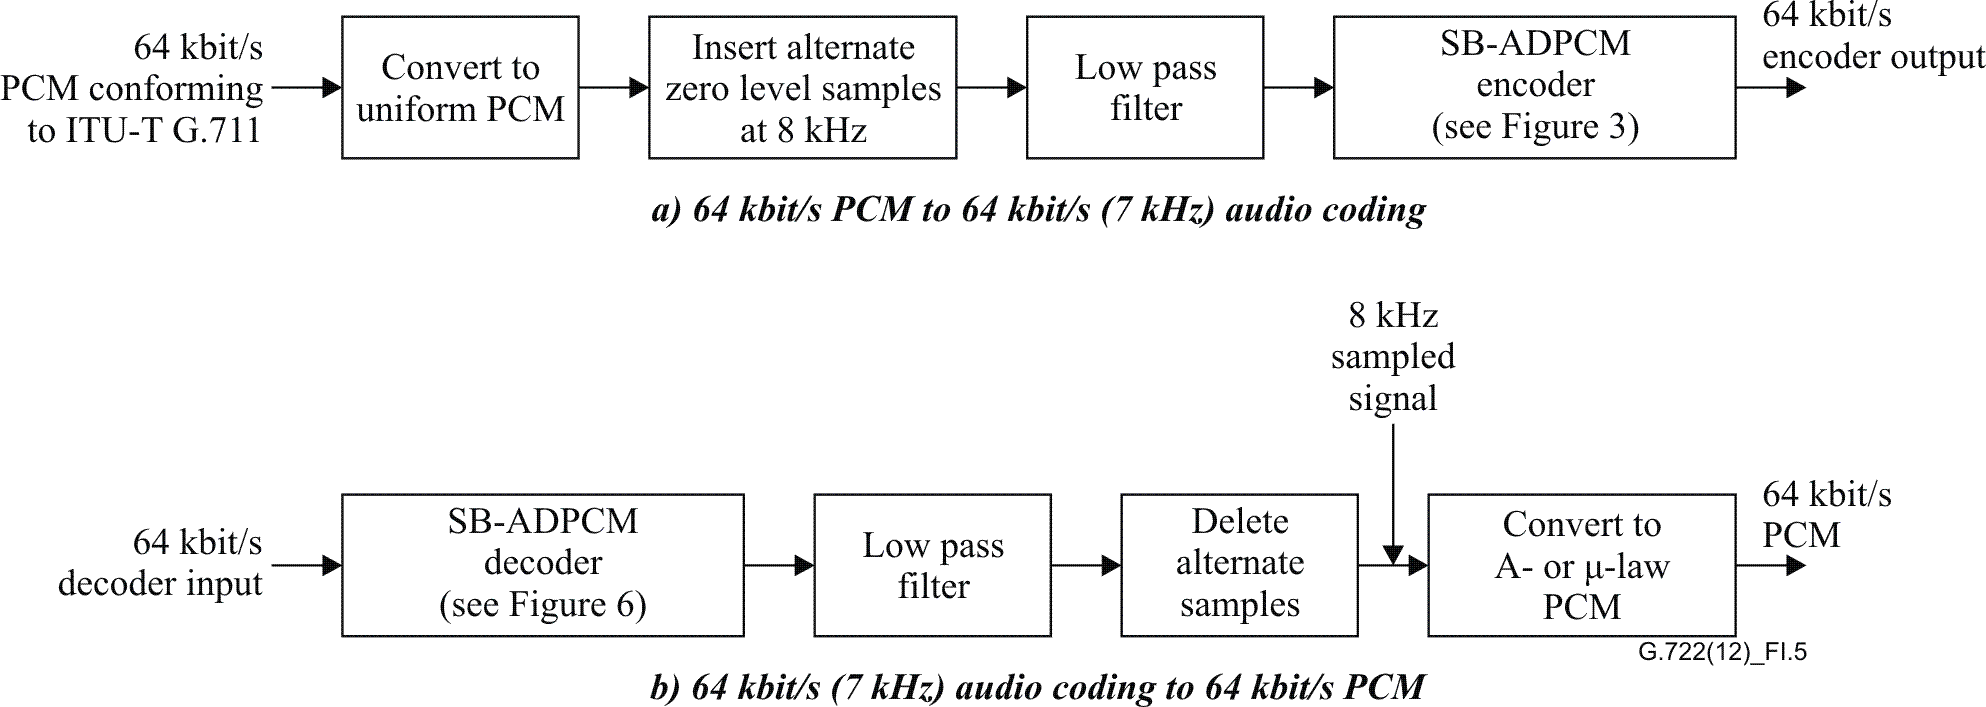 64 kbit/s
PCM conforming
to ITU-T G.711
Convert to
uniform PCM
Insert alternate
zero level samples
at 8 kHz
Low pass
filter
SB-ADPCM
encoder
(see Figure 3)
64 kbit/s
encoder output
a) 64 kbit/s PCM to 64 kbit/s (7 kHz) audio coding
8 kHz
sampled
signal
64 kbit/s
decoder input
SB-ADPCM
decoder
(see Figure 6)
Low pass
filter
Delete
alternate
samples
Convert to
A- or μ-law
PCM
64 kbit/s
PCM
G.722(12)_FI.5
b) 64 kbit/s (7 kHz) audio coding to 64 kbit/s PCM